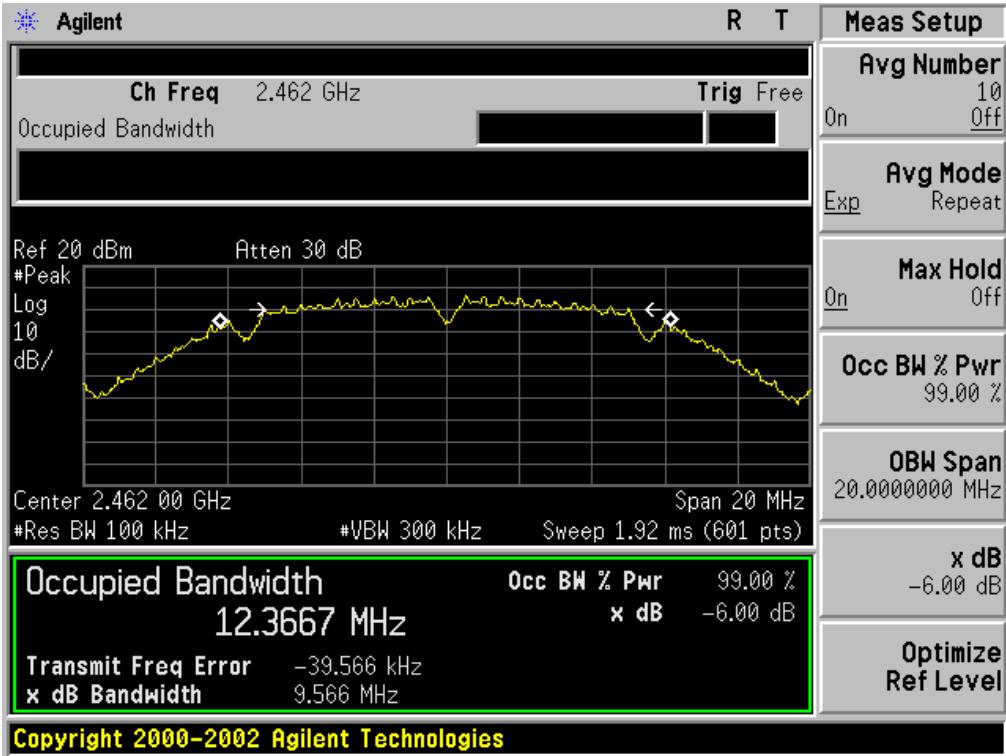 Agilent R T
Ch Freq 2.462 GHz Trig Free
Occupied Bandwidth
Ref 20 dBm Atten 30 dB
#Peak
Log
10
dB/
Center 2.462 00 GHz Span 20 MHz
#Res BW 100 kHz #VBW 300 kHz Sweep 1.92 ms (601 pts)
Occupied Bandwidth Occ BW % Pwr 99.00 %
12.3667 MHz x dB -6.00 dB
Transmit Freq Error -39.566 kHz
x dB Bandwidth 9.566 MHz
Copyright 2000-2002 Agilent Technologies
Meas Setup
Avg Number
10
On Off
Avg Mode
Exp Repeat
Max Hold
On Off
Occ BW % Pwr
99.00 %
OBW Span
20.0000000 MHz
x dB
-6.00 dB
Optimize
Ref Level